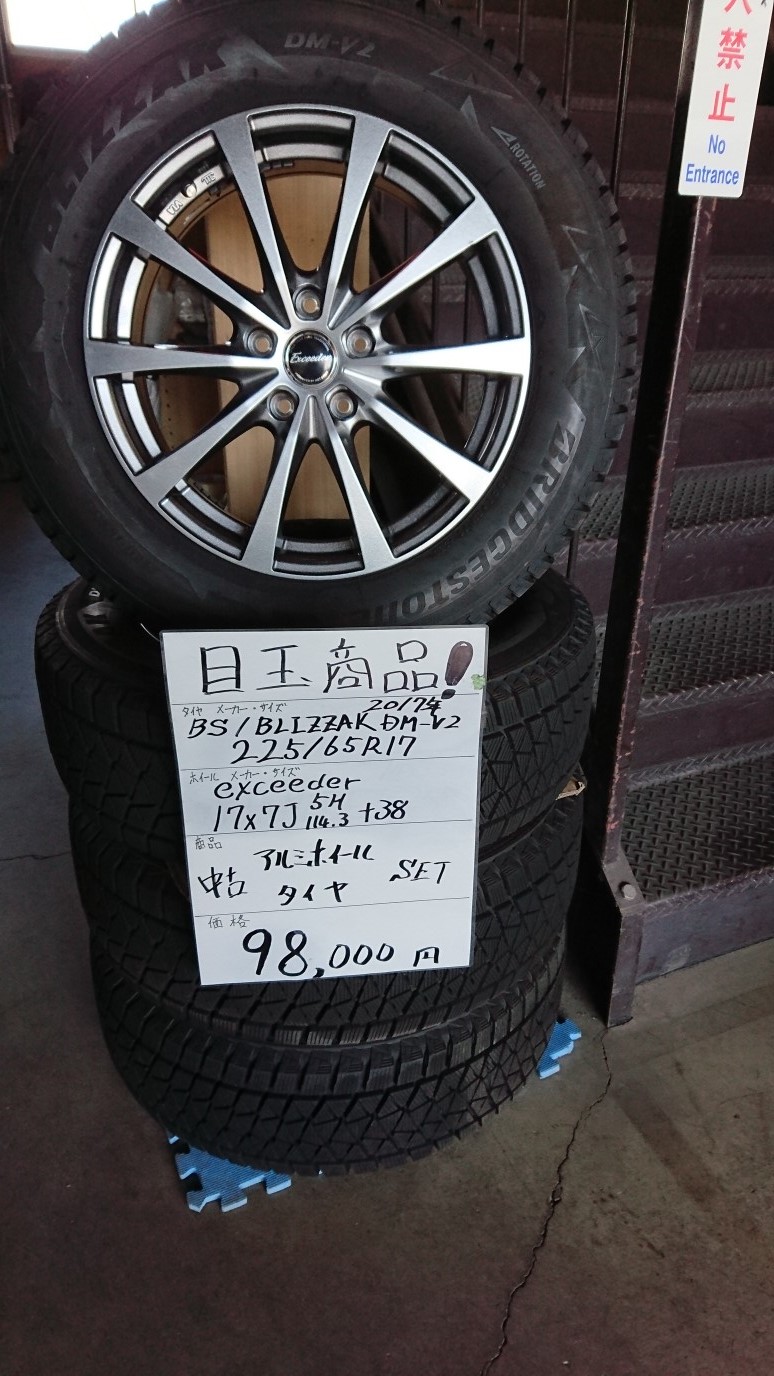 DM-V2
ROTATION
Exceeder
BRIDGESTONE
禁
止
No
Entrance
目玉商品!
タイヤ メーカー・サイズ 2017年
BS/BLIZZAK DM-V2
225/65R17
ホイール メーカー・サイズ
exceeder
17x7J 5H 114.3 +38
商品
中古 アルミホイール タイヤ SET
価格
98,000円